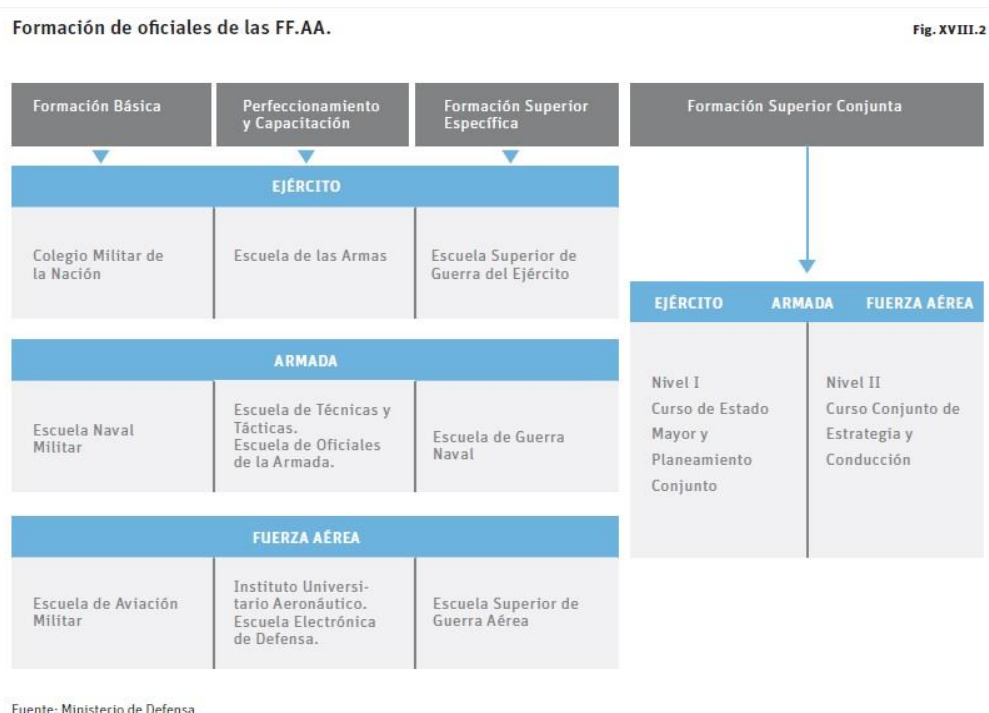 Formación de oficiales de las FF.AA.
Fig. XVIII.2
Formación Básica
Perfeccionamiento
y Capacitación
Formación Superior
Específica
Formación Superior Conjunta
EJÉRCITO
Colegio Militar de
la Nación
Escuela de las Armas
Escuela Superior de
Guerra del Ejército
ARMADA
Escuela Naval
Militar
Escuela de Técnicas y
Tácticas.
Escuela de Oficiales
de la Armada.
Escuela de Guerra
Naval
FUERZA AÉREA
Escuela de Aviación
Militar
Instituto Universi-
tario Aeronáutico.
Escuela Electrónica
de Defensa.
Escuela Superior de
Guerra Aérea
EJÉRCITO ARMADA FUERZA AÉREA
Nivel I
Curso de Estado
Mayor y
Planeamiento
Conjunto
Nivel II
Curso Conjunto de
Estrategia y
Conducción
Fuente: Ministerio de Defensa